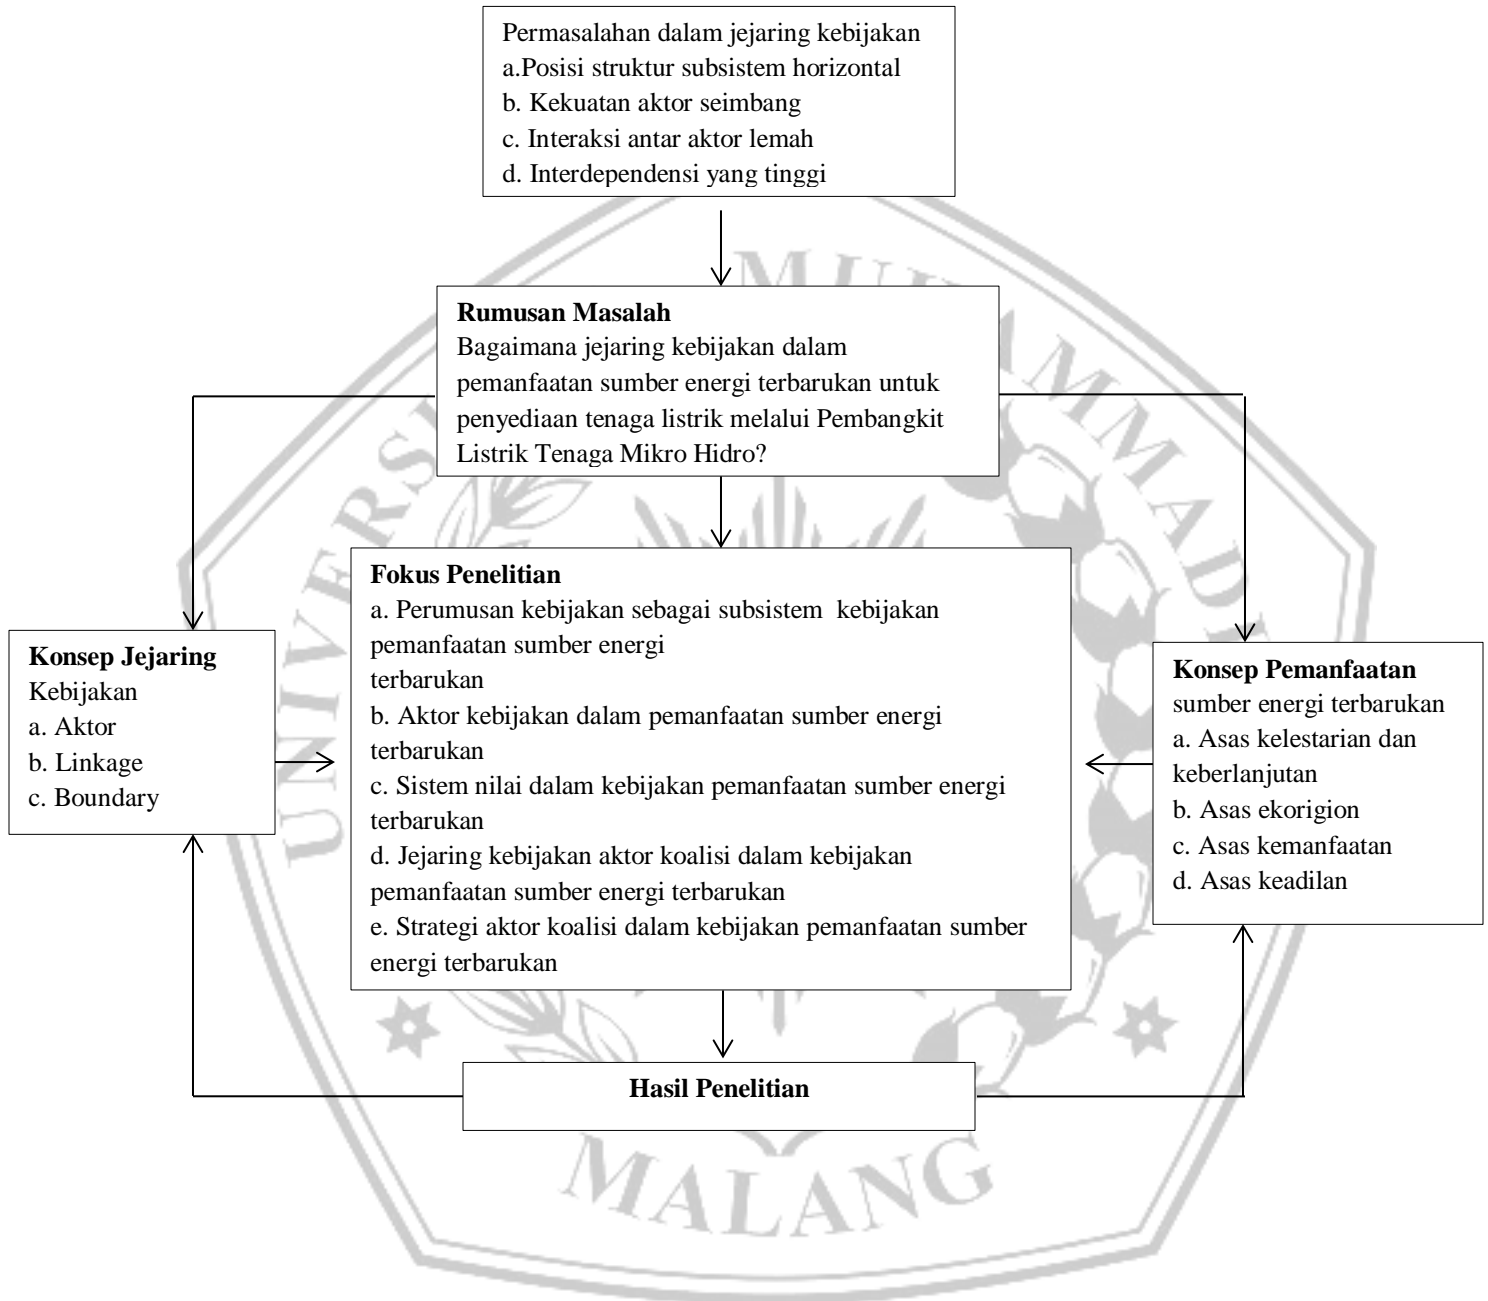 Permasalahan dalam jejaring kebijakan
a.Posisi struktur subsistem horizontal
b. Kekuatan aktor seimbang
c. Interaksi antar aktor lemah
d. Interdependensi yang tinggi
Rumusan Masalah
Bagaimana jejaring kebijakan dalam
pemanfaatan sumber energi terbarukan untuk
penyediaan tenaga listrik melalui Pembangkit
Listrik Tenaga Mikro Hidro?
Konsep Jejaring
Kebijakan
a. Aktor
b. Linkage
c. Boundary
Fokus Penelitian
a. Perumusan kebijakan sebagai subsistem  kebijakan
pemanfaatan sumber energi
terbarukan
b. Aktor kebijakan dalam pemanfaatan sumber energi
terbarukan
c. Sistem nilai dalam kebijakan pemanfaatan sumber energi
terbarukan
d. Jejaring kebijakan aktor koalisi dalam kebijakan
pemanfaatan sumber energi terbarukan
e. Strategi aktor koalisi dalam kebijakan pemanfaatan sumber
energi terbarukan
Konsep Pemanfaatan
sumber energi terbarukan
a. Asas kelestarian dan
keberlanjutan
b. Asas ekorigion
c. Asas kemanfaatan
d. Asas keadilan
Hasil Penelitian
MALANG